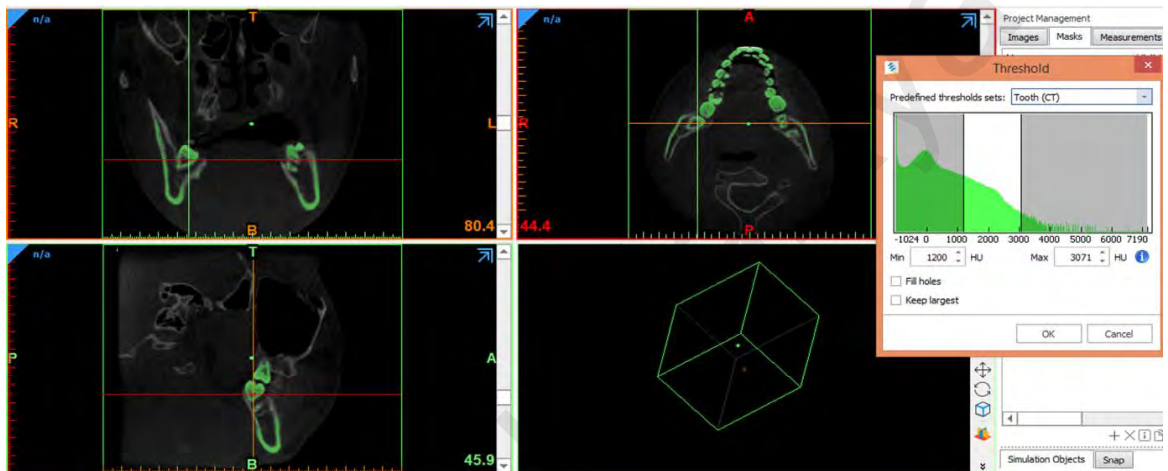 n/a
T
R
L
B
80.4
n/a
A
R
P
44.4
n/a
T
P
A
B
45.9
Project Management
Images
Masks
Measurements
Threshold
Predefined thresholds sets: Tooth (CT)
-1024 0 1000 2000 3000 4000 5000 6000 7190
Min 1200 HU Max 3071 HU
Fill holes
Keep largest
OK Cancel
Simulation Objects
Snap